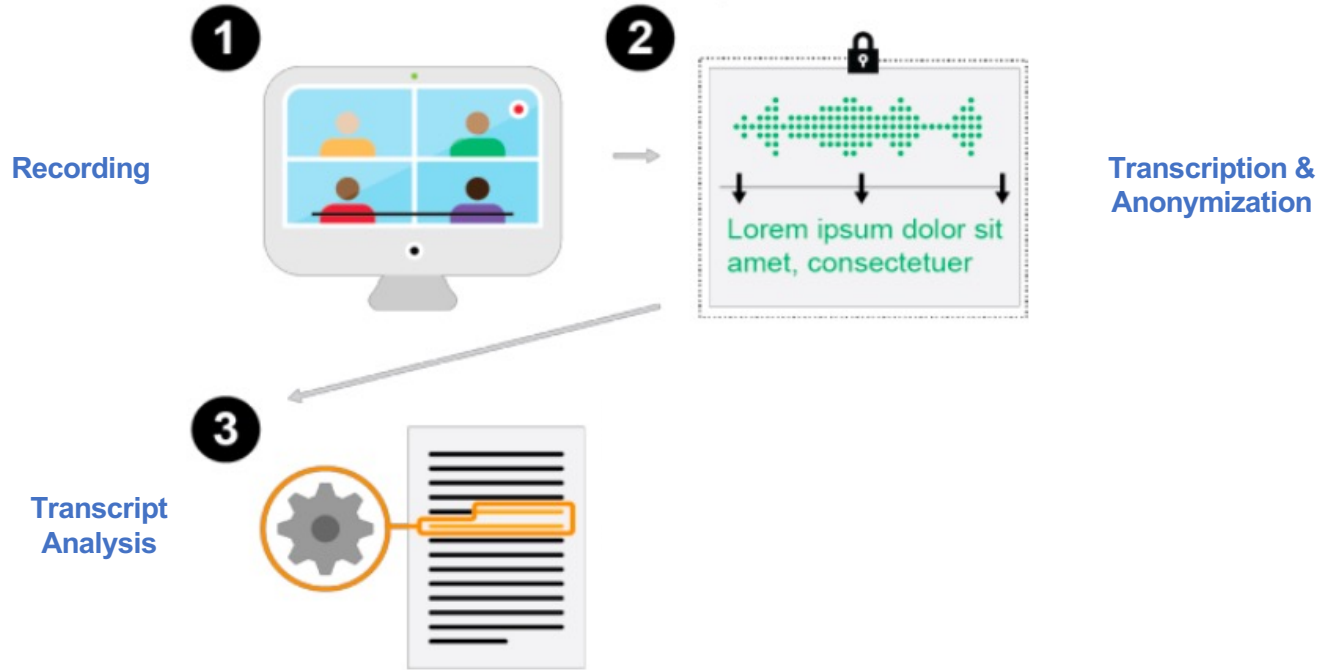 1
2
Recording
Transcription &
Anonymization
Lorem ipsum dolor sit
amet, consectetuer
3
Transcript
Analysis